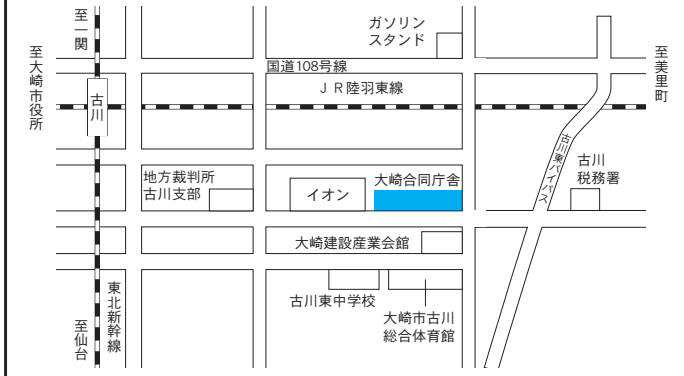 至一関
ガソリン
スタンド
至大崎市役所
国道108号線
至美里町
ＪＲ陸羽東線
古川
古川東バイパス
地方裁判所
古川支部
イオン
大崎合同庁舎
古川
税務署
大崎建設産業会館
東北新幹線
至仙台
古川東中学校
大崎市古川
総合体育館